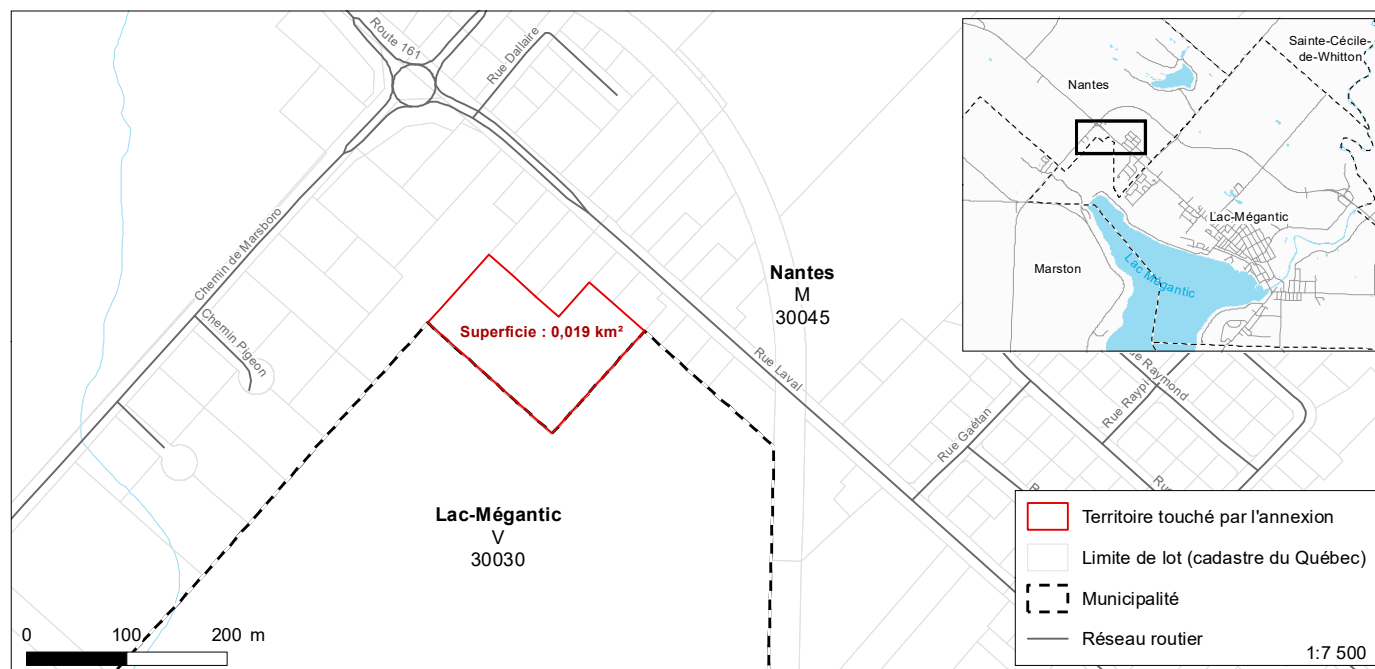 Route 161
Rue Dallaire
Chemin de Marsboro
Chemin Pigeon
Superficie : 0,019 km²
Nantes
M
30045
Rue Laval
Rue Gaétan
Rue Raymond
Rue Raypi
Lac-Mégantic
V
30030
0 100 200 m
Sainte-Cécile-
de-Whitton
Nantes
Lac-Mégantic
Marston
Lac Mégantic
Territoire touché par l'annexion
Limite de lot (cadastre du Québec)
Municipalité
Réseau routier
1:7 500